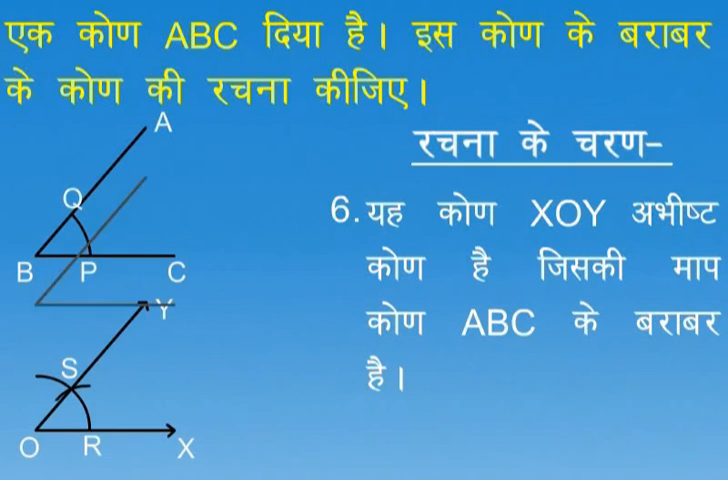 एक कोण ABC दिया है। इस कोण के बराबर
के कोण की रचना कीजिए।
रचना के चरण–
6. यह कोण XOY अभीष्ट
कोण है जिसकी माप
कोण ABC के बराबर
है।
A
Q
B P C
Y
S
O R X